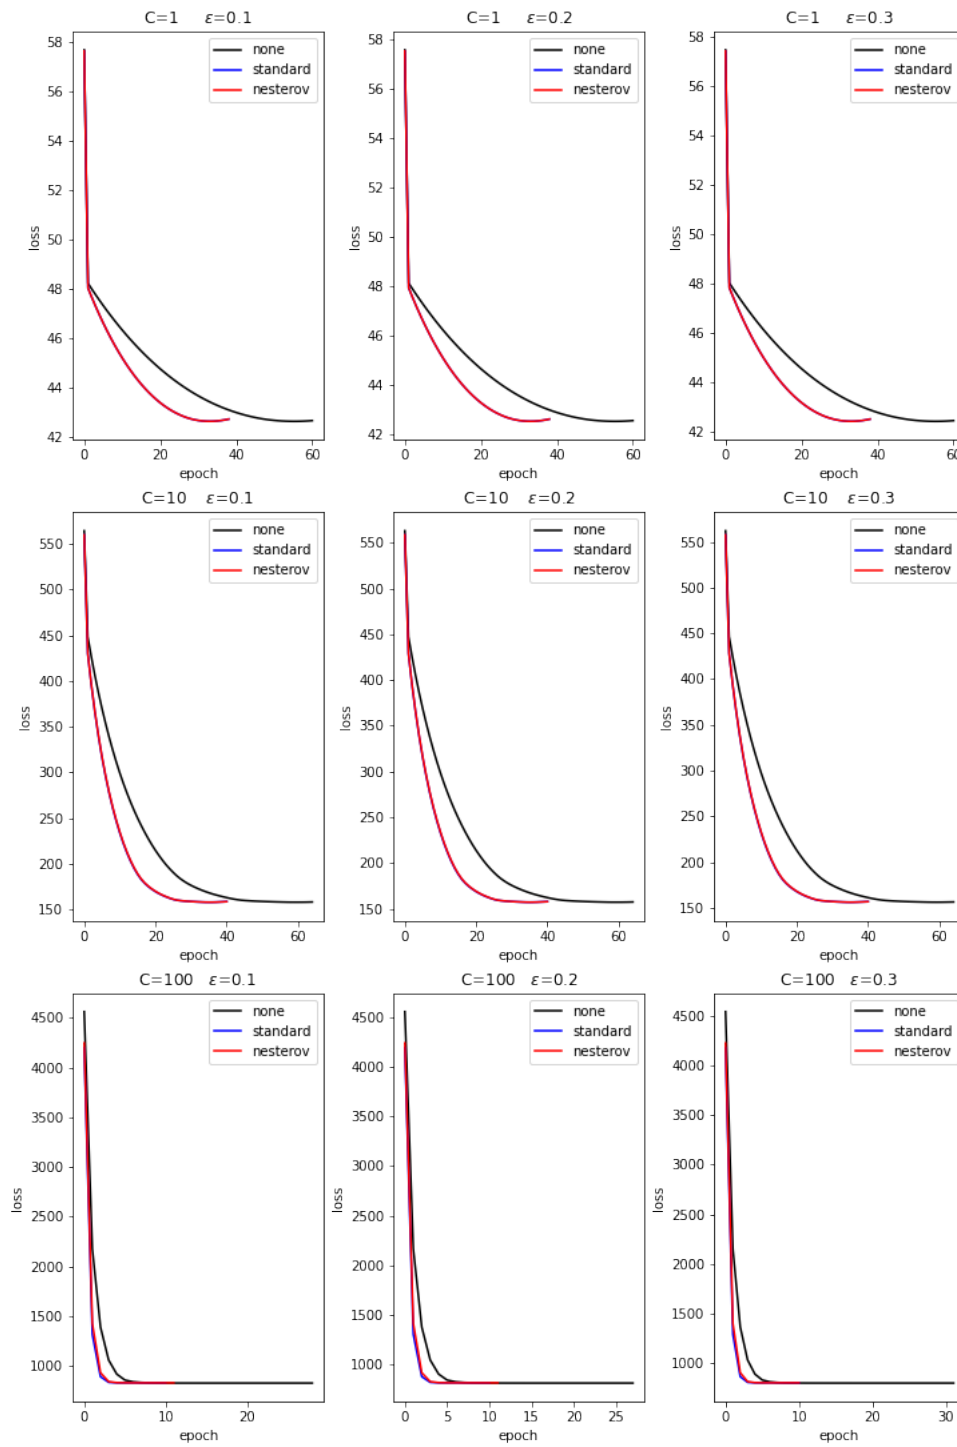 C=1 ε=0.1
58
56
54
52
50
48
46
44
42
loss
0 20 40 60
epoch
none
standard
nesterov
C=1 ε=0.2
58
56
54
52
50
48
46
44
42
loss
0 20 40 60
epoch
none
standard
nesterov
C=1 ε=0.3
58
56
54
52
50
48
46
44
42
loss
0 20 40 60
epoch
none
standard
nesterov
C=10 ε=0.1
550
500
450
400
350
300
250
200
150
loss
0 20 40 60
epoch
none
standard
nesterov
C=10 ε=0.2
550
500
450
400
350
300
250
200
150
loss
0 20 40 60
epoch
none
standard
nesterov
C=10 ε=0.3
550
500
450
400
350
300
250
200
150
loss
0 20 40 60
epoch
none
standard
nesterov
C=100 ε=0.1
4500
4000
3500
3000
2500
2000
1500
1000
loss
0 10 20
epoch
none
standard
nesterov
C=100 ε=0.2
4500
4000
3500
3000
2500
2000
1500
1000
loss
0 5 10 15 20 25
epoch
none
standard
nesterov
C=100 ε=0.3
4500
4000
3500
3000
2500
2000
1500
1000
loss
0 10 20 30
epoch
none
standard
nesterov